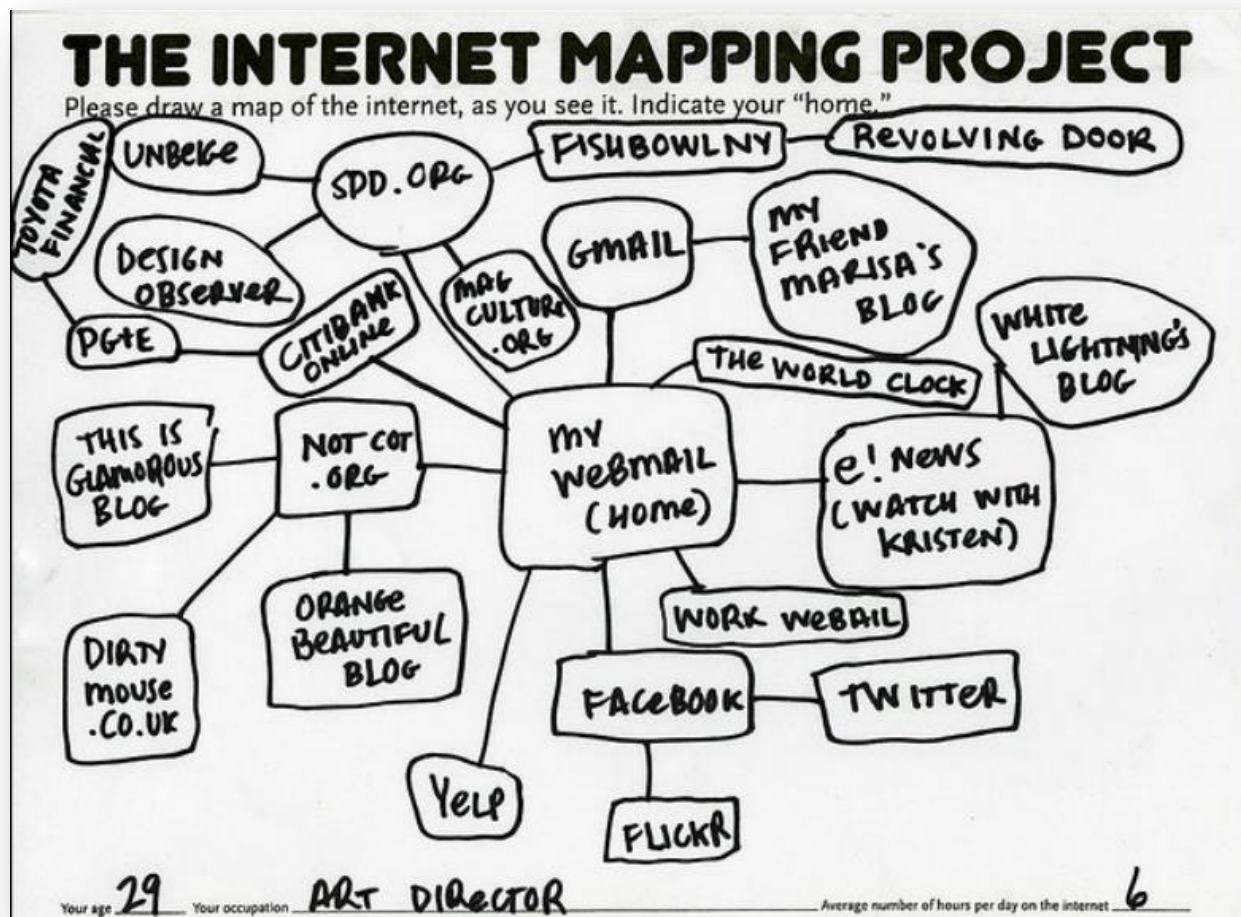 THE INTERNET MAPPING PROJECT
Please draw a map of the internet, as you see it. Indicate your “home.”
TOYOTA
FINANCIAL
UNBEIGE
SPD.ORG
FISHBOWLNY
REVOLVING DOOR
DESIGN
OBSERVER
MAG
CULTURE
.ORG
GMAIL
MY
FRIEND
MARISA'S
BLOG
PG+E
CITIBANK
ONLINE
THE WORLD CLOCK
WHITE
LIGHTNING'S
BLOG
THIS IS
GLAMOROUS
BLOG
NOT COT
.ORG
MY
WEBMAIL
(HOME)
e! NEWS
(WATCH WITH
KRISTEN)
DIRTY
MOUSE
.CO.UK
ORANGE
BEAUTIFUL
BLOG
WORK WEBAIL
FACEBOOK
TWITTER
YELP
FLICKR
Your age 29 Your occupation ART DIRECTOR Average number of hours per day on the internet 6